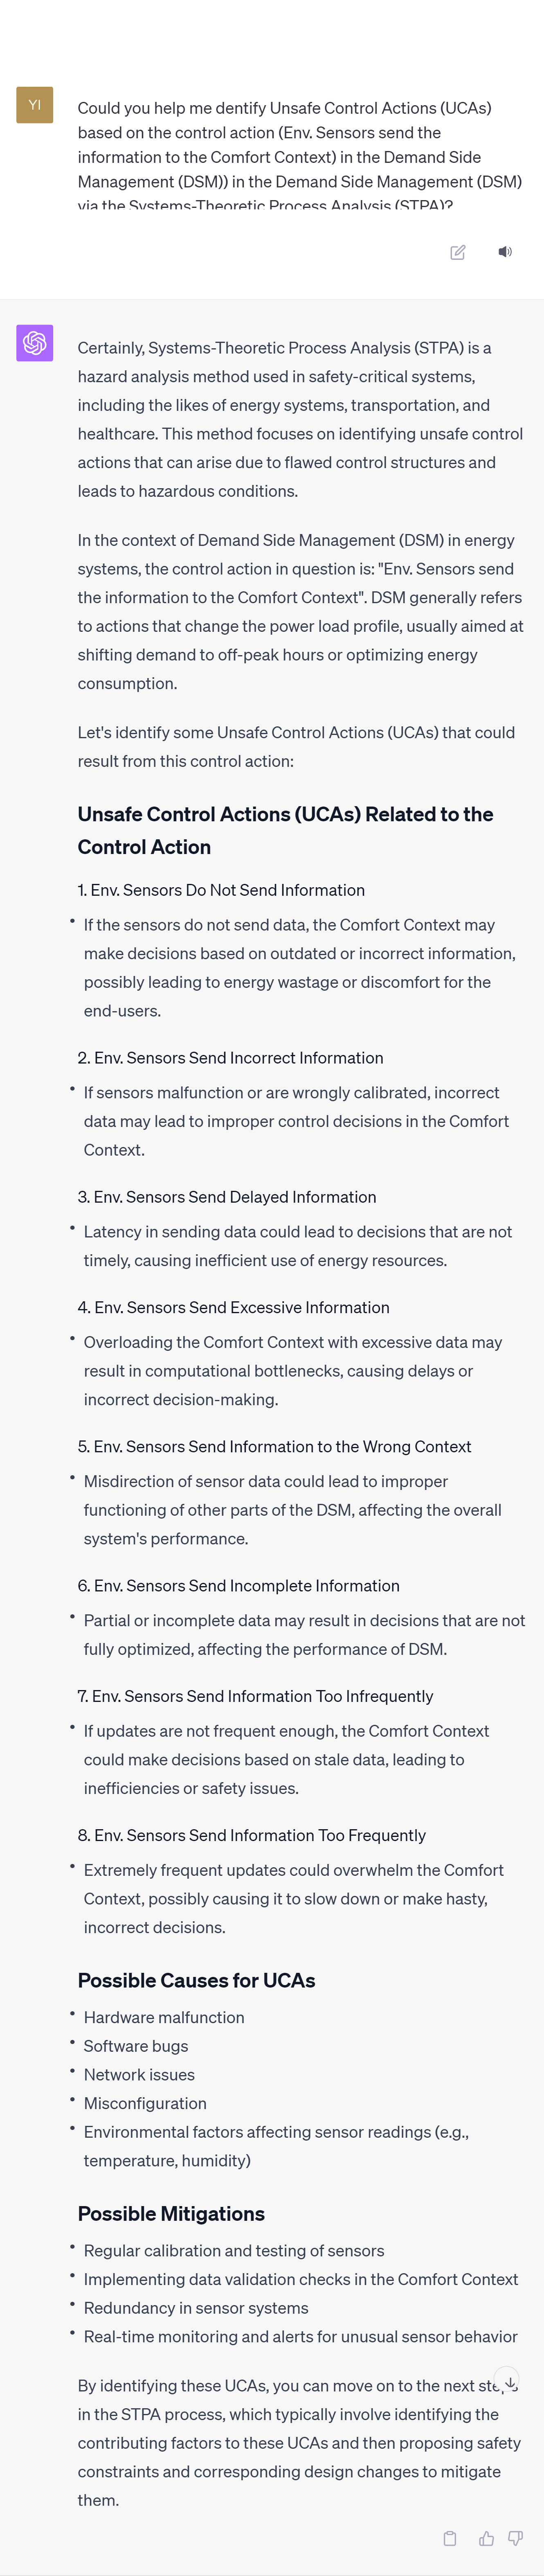 YI
Could you help me dentify Unsafe Control Actions (UCAs)
based on the control action (Env. Sensors send the
information to the Comfort Context) in the Demand Side
Management (DSM)) in the Demand Side Management (DSM)
via the Systems-Theoretic Process Analysis (STPA)?
Certainly, Systems-Theoretic Process Analysis (STPA) is a
hazard analysis method used in safety-critical systems,
including the likes of energy systems, transportation, and
healthcare. This method focuses on identifying unsafe control
actions that can arise due to flawed control structures and
leads to hazardous conditions.
In the context of Demand Side Management (DSM) in energy
systems, the control action in question is: "Env. Sensors send
the information to the Comfort Context". DSM generally refers
to actions that change the power load profile, usually aimed at
shifting demand to off-peak hours or optimizing energy
consumption.
Let's identify some Unsafe Control Actions (UCAs) that could
result from this control action:
Unsafe Control Actions (UCAs) Related to the
Control Action
1. Env. Sensors Do Not Send Information
• If the sensors do not send data, the Comfort Context may
make decisions based on outdated or incorrect information,
possibly leading to energy wastage or discomfort for the
end-users.
2. Env. Sensors Send Incorrect Information
• If sensors malfunction or are wrongly calibrated, incorrect
data may lead to improper control decisions in the Comfort
Context.
3. Env. Sensors Send Delayed Information
• Latency in sending data could lead to decisions that are not
timely, causing inefficient use of energy resources.
4. Env. Sensors Send Excessive Information
• Overloading the Comfort Context with excessive data may
result in computational bottlenecks, causing delays or
incorrect decision-making.
5. Env. Sensors Send Information to the Wrong Context
• Misdirection of sensor data could lead to improper
functioning of other parts of the DSM, affecting the overall
system's performance.
6. Env. Sensors Send Incomplete Information
• Partial or incomplete data may result in decisions that are not
fully optimized, affecting the performance of DSM.
7. Env. Sensors Send Information Too Infrequently
• If updates are not frequent enough, the Comfort Context
could make decisions based on stale data, leading to
inefficiencies or safety issues.
8. Env. Sensors Send Information Too Frequently
• Extremely frequent updates could overwhelm the Comfort
Context, possibly causing it to slow down or make hasty,
incorrect decisions.
Possible Causes for UCAs
• Hardware malfunction
• Software bugs
• Network issues
• Misconfiguration
• Environmental factors affecting sensor readings (e.g.,
temperature, humidity)
Possible Mitigations
• Regular calibration and testing of sensors
• Implementing data validation checks in the Comfort Context
• Redundancy in sensor systems
• Real-time monitoring and alerts for unusual sensor behavior
By identifying these UCAs, you can move on to the next steps
in the STPA process, which typically involve identifying the
contributing factors to these UCAs and then proposing safety
constraints and corresponding design changes to mitigate
them.